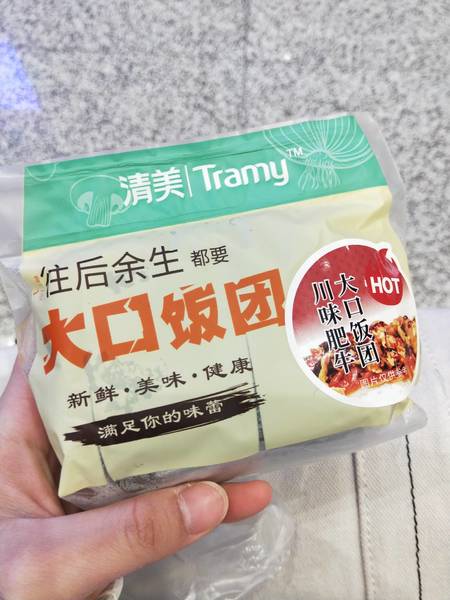 清美|Tramy™
往后余生 都要
大口饭团
新鲜·美味·健康
满足你的味蕾
HOT
大口饭团
川味肥牛
图片仅供参考